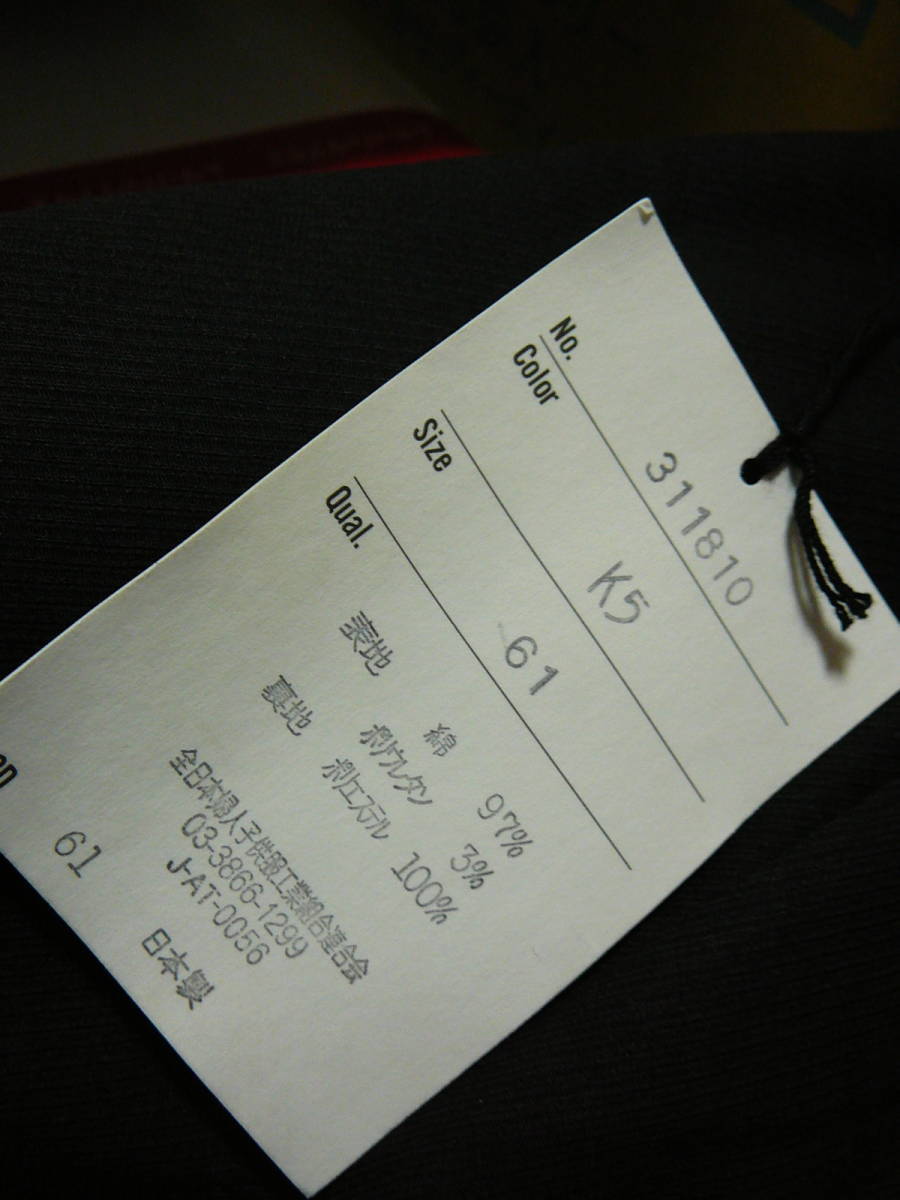 No. 311810
Color K5
Size 61
Qual.
表地 綿 97%
ポリウレタン 3%
裏地 ポリエステル 100%
全日本婦人子供服工業組合連合会
03-3866-1299
J-AT-0056
61 日本製